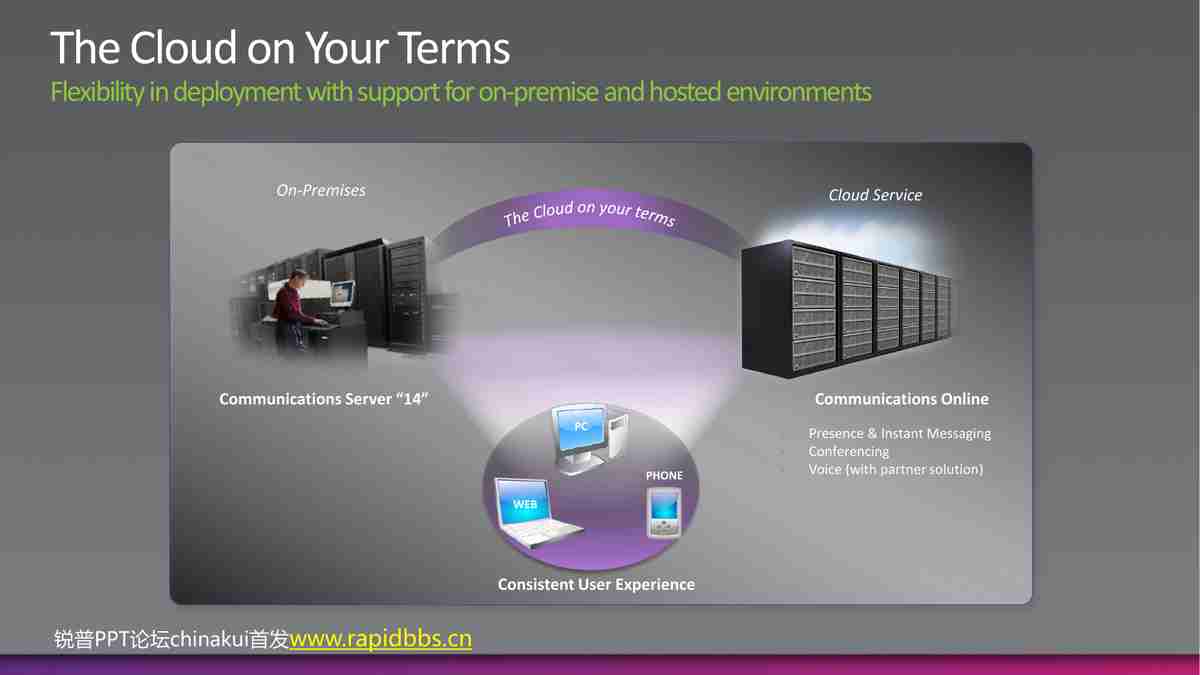 The Cloud on Your Terms
Flexibility in deployment with support for on-premise and hosted environments
On-Premises
Cloud Service
The Cloud on your terms
Communications Server “14”
Communications Online
Presence & Instant Messaging
Conferencing
Voice (with partner solution)
PC
PHONE
WEB
Consistent User Experience
锐普PPT论坛chinakui首发www.rapidbbs.cn